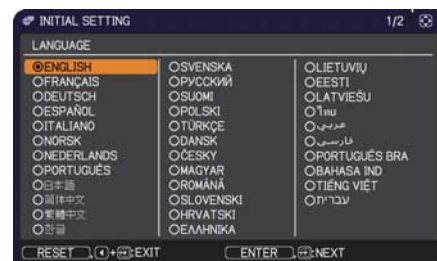 INITIAL SETTING 1/2
LANGUAGE
ENGLISH
FRANÇAIS
DEUTSCH
ESPAÑOL
ITALIANO
NORSK
NEDERLANDS
PORTUGUÊS
日本語
简体中文
繁體中文
한글
SVENSKA
РУССКИЙ
SUOMI
POLSKI
TÜRKÇE
DANSK
ČESKY
MAGYAR
ROMÂNĂ
SLOVENSKI
HRVATSKI
ΕΛΛΗΝΙΚΑ
LIETUVIŲ
EESTI
LATVIEŠU
ไทย
عربي
فارسی
PORTUGUÊS BRA
BAHASA IND
TIẾNG VIỆT
עברית
RESET , + :EXIT ENTER , :NEXT